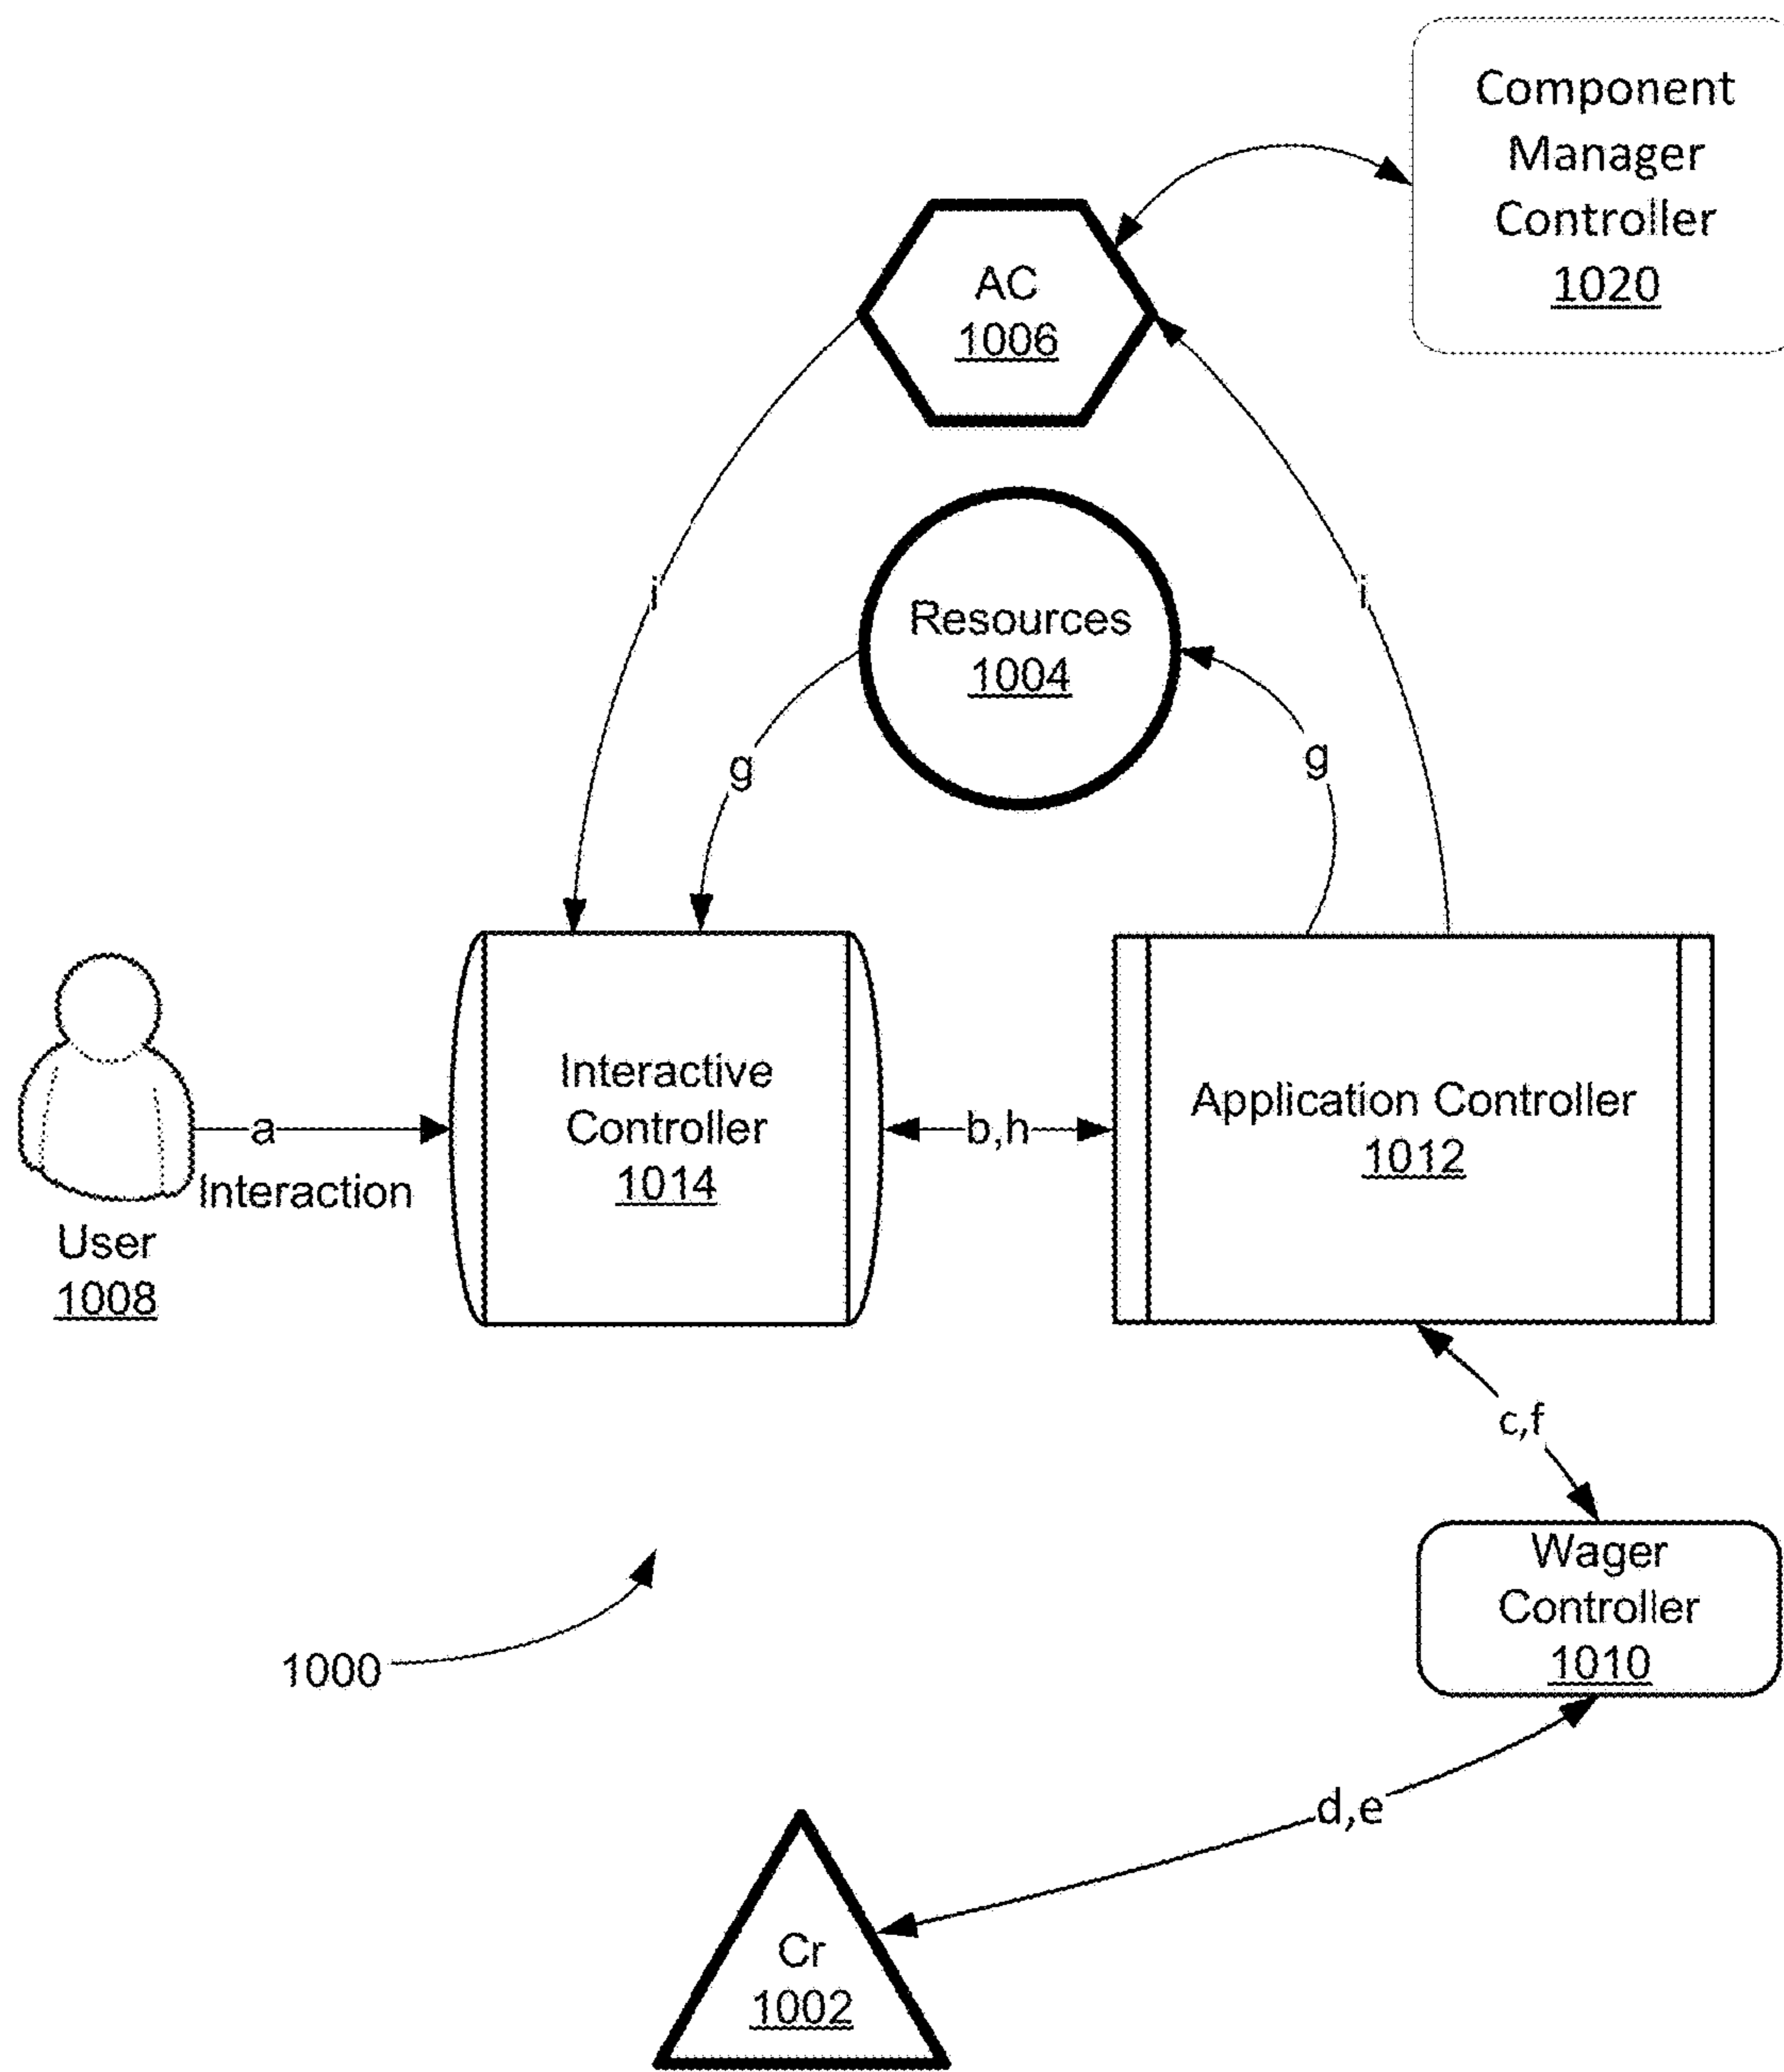 Component
Manager
Controller
1020
AC
1006
i
i
Resources
1004
g
g
Interactive
Controller
1014
Application Controller
1012
a
Interaction
b,h
User
1008
c,f
Wager
Controller
1010
1000
d,e
Cr
1002